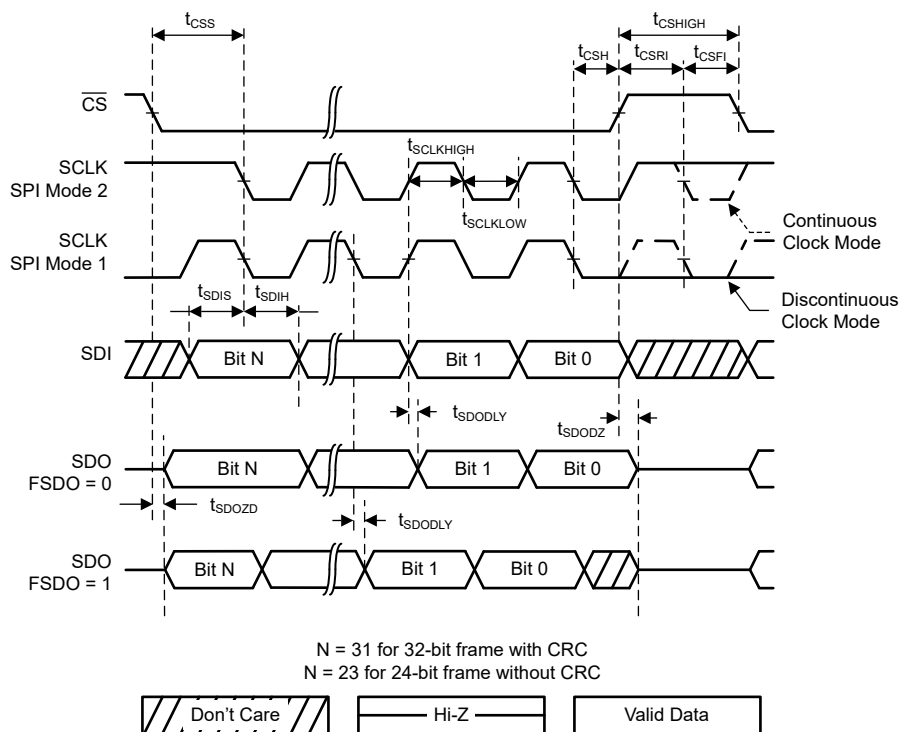 tCSS
tCSHIGH
tCSH
tCSRI
tCSFI
CS
tSCLKHIGH
SCLK
SPI Mode 2
tSCLKLOW
Continuous
Clock Mode
SCLK
SPI Mode 1
Discontinuous
Clock Mode
tSDIS
tSDIH
SDI
Bit N
Bit 1
Bit 0
tSDODLY
tSDODZ
SDO
FSDO = 0
Bit N
Bit 1
Bit 0
tSDOZD
tSDODLY
SDO
FSDO = 1
Bit N
Bit 1
Bit 0
N = 31 for 32-bit frame with CRC
N = 23 for 24-bit frame without CRC
Don't Care
Hi-Z
Valid Data